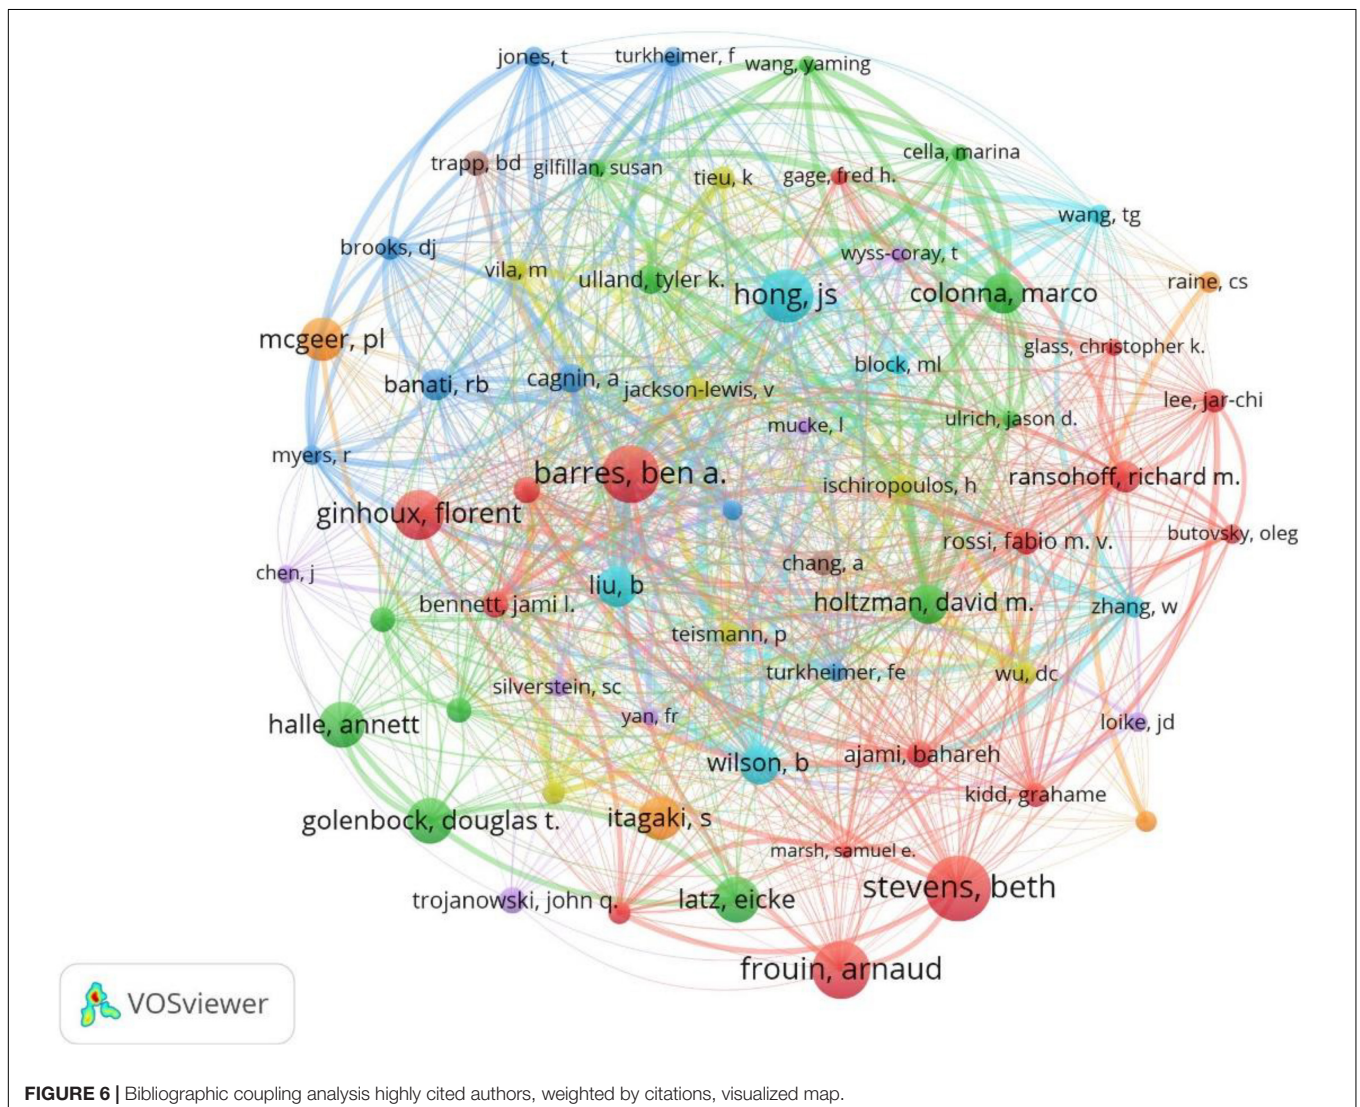 jones, t
turkheimer, f
wang, yaming
trapp, bd
gilfillan, susan
tieu, k
gage, fred h.
cella, marina
wang, tg
brooks, dj
vila, m
ulland, tyler k.
hong, js
wyss-coray, t
colonna, marco
raine, cs
mcgeer, pl
banati, rb
cagnin, a
jackson-lewis, v
block, ml
glass, christopher k.
lee, jar-chi
mucke, l
ulrich, jason d.
myers, r
barres, ben a.
ischiropoulos, h
ransohoff, richard m.
ginhoux, florent
rossi, fabio m. v.
butovsky, oleg
chen, j
bennett, jami l.
liu, b
chang, a
holtzman, david m.
zhang, w
teismann, p
turkheimer, fe
wu, dc
silverstein, sc
yan, fr
loike, jd
halle, annett
wilson, b
ajami, bahareh
kidd, grahame
golenbock, douglas t.
itagaki, s
marsh, samuel e.
trojanowski, john q.
latz, eicke
stevens, beth
frouin, arnaud
VOSviewer
FIGURE 6 | Bibliographic coupling analysis highly cited authors, weighted by citations, visualized map.